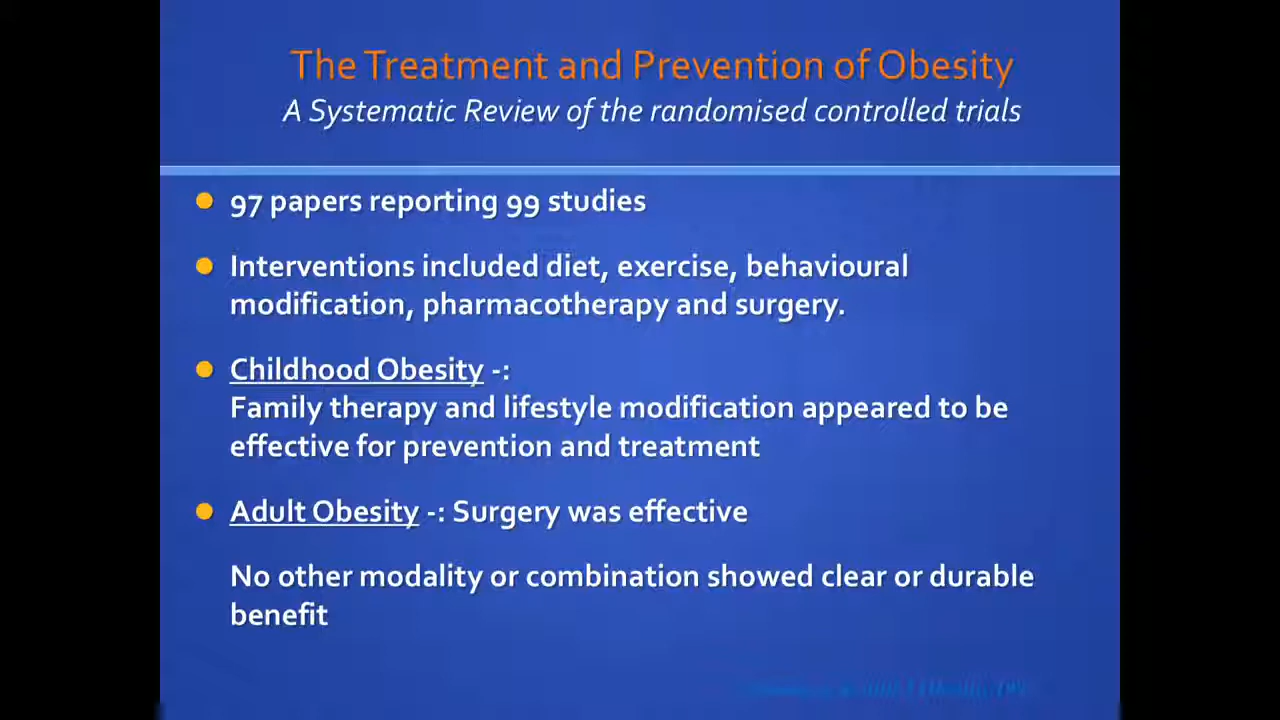 The Treatment and Prevention of Obesity
A Systematic Review of the randomised controlled trials
97 papers reporting 99 studies
Interventions included diet, exercise, behavioural
modification, pharmacotherapy and surgery.
Childhood Obesity -:
Family therapy and lifestyle modification appeared to be
effective for prevention and treatment
Adult Obesity -: Surgery was effective
No other modality or combination showed clear or durable
benefit